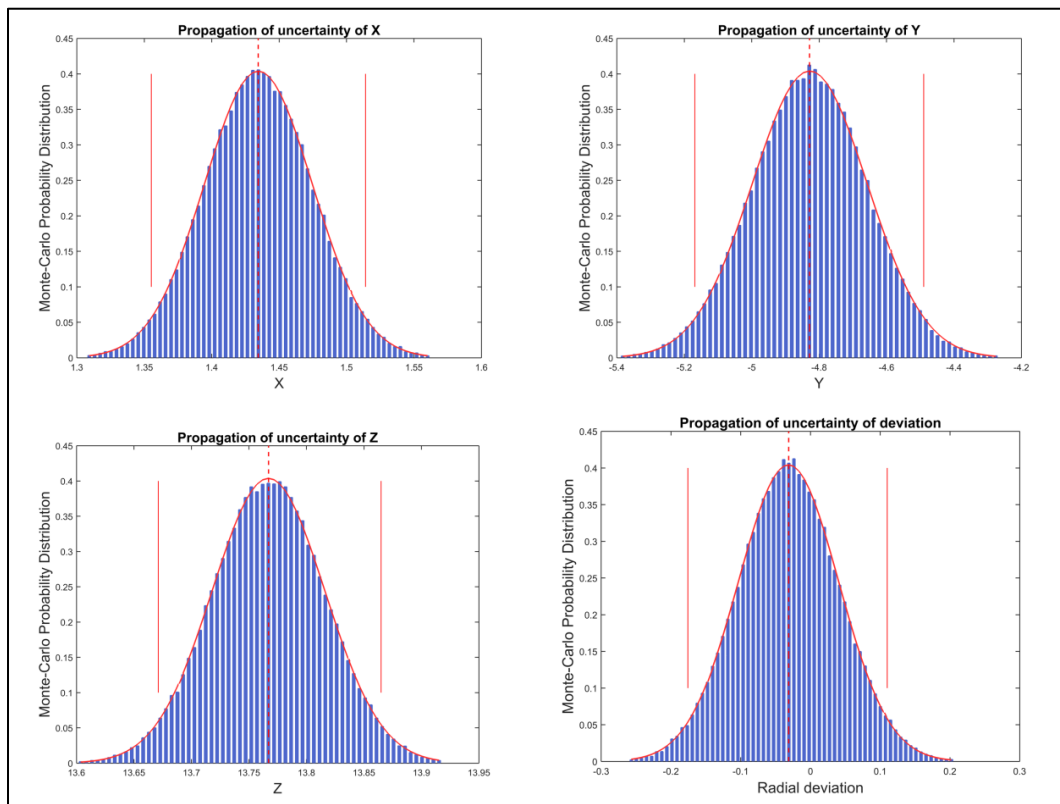 Propagation of uncertainty of X
Monte-Carlo Probability Distribution
0.45
0.4
0.35
0.3
0.25
0.2
0.15
0.1
0.05
0
1.3 1.35 1.4 1.45 1.5 1.55 1.6
X
Propagation of uncertainty of Y
Monte-Carlo Probability Distribution
0.45
0.4
0.35
0.3
0.25
0.2
0.15
0.1
0.05
0
-5.4 -5.2 -5 -4.8 -4.6 -4.4 -4.2
Y
Propagation of uncertainty of Z
Monte-Carlo Probability Distribution
0.45
0.4
0.35
0.3
0.25
0.2
0.15
0.1
0.05
0
13.6 13.65 13.7 13.75 13.8 13.85 13.9 13.95
Z
Propagation of uncertainty of deviation
Monte-Carlo Probability Distribution
0.45
0.4
0.35
0.3
0.25
0.2
0.15
0.1
0.05
0
-0.3 -0.2 -0.1 0 0.1 0.2 0.3
Radial deviation